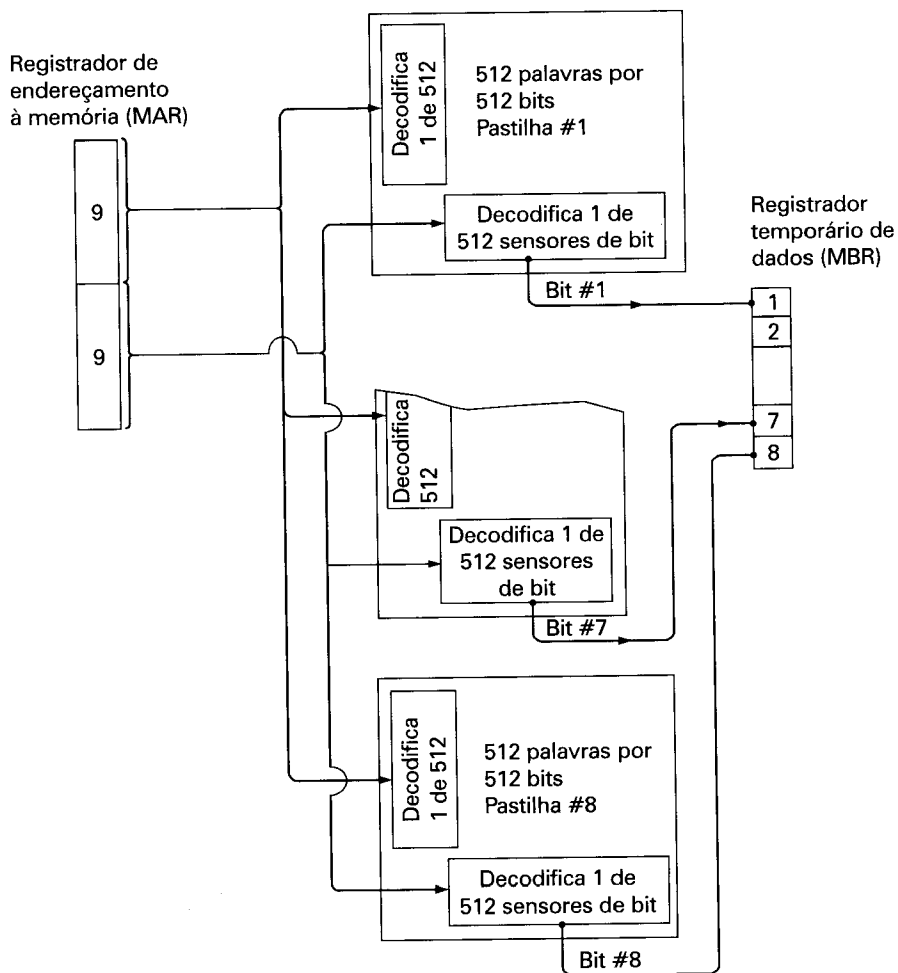 Registrador de
endereçamento
à memória (MAR)
9
9
Decodifica
1 de 512
512 palavras por
512 bits
Pastilha #1
Decodifica 1 de
512 sensores de bit
Bit #1
Registrador
temporário de
dados (MBR)
1
2
7
8
Decodifica
512
Decodifica 1 de
512 sensores
de bit
Bit #7
Decodifica
1 de 512
512 palavras por
512 bits
Pastilha #8
Decodifica 1 de
512 sensores de bit
Bit #8